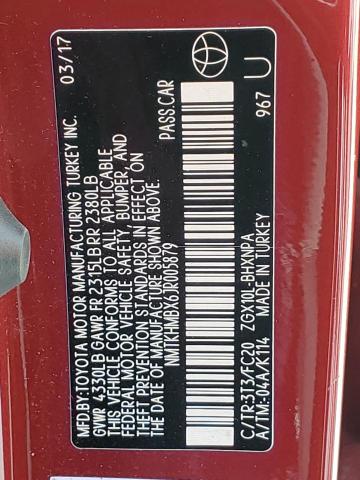 MFD BY:TOYOTA MOTOR MANUFACTURING TURKEY INC. 03/17
GVWR 4330LB GAWR FR 2315LB RR 2380LB
THIS VEHICLE CONFORMS TO ALL APPLICABLE
FEDERAL MOTOR VEHICLE SAFETY, BUMPER, AND
THEFT PREVENTION STANDARDS IN EFFECT ON
THE DATE OF MANUFACTURE SHOWN ABOVE.
NMTKHMBX6JR005879 PASS.CAR
C/TR:3T3/FC20 ZGX10L-BHXNPA 967
A/TM:-04A/K114 MADE IN TURKEY U